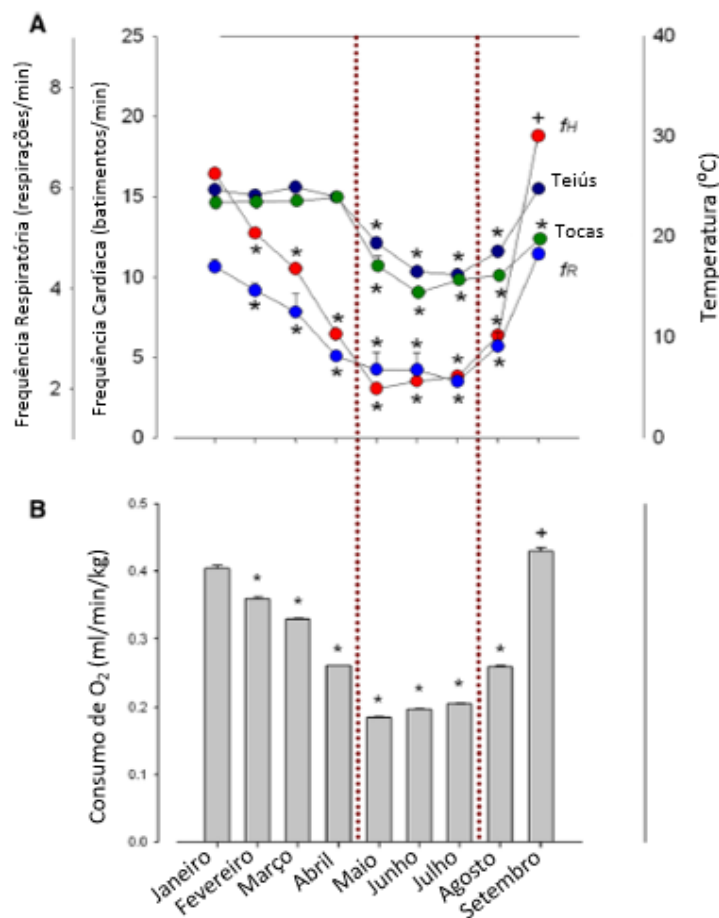 A
Frequência Respiratória (respirações/min)
8
6
4
2
Frequência Cardíaca (batimentos/min)
25
20
15
10
5
0
+
fH
Teiús
* * * *
Tocas
* *
fR
* * * *
* * * *
* *
* * *
* * *
40
30
20
10
0
Temperatura (°C)
B
Consumo de O₂ (ml/min/kg)
0.5
0.4
0.3
0.2
0.1
0.0
* * * * * * * +
Janeiro
Fevereiro
Março
Abril
Maio
Junho
Julho
Agosto
Setembro